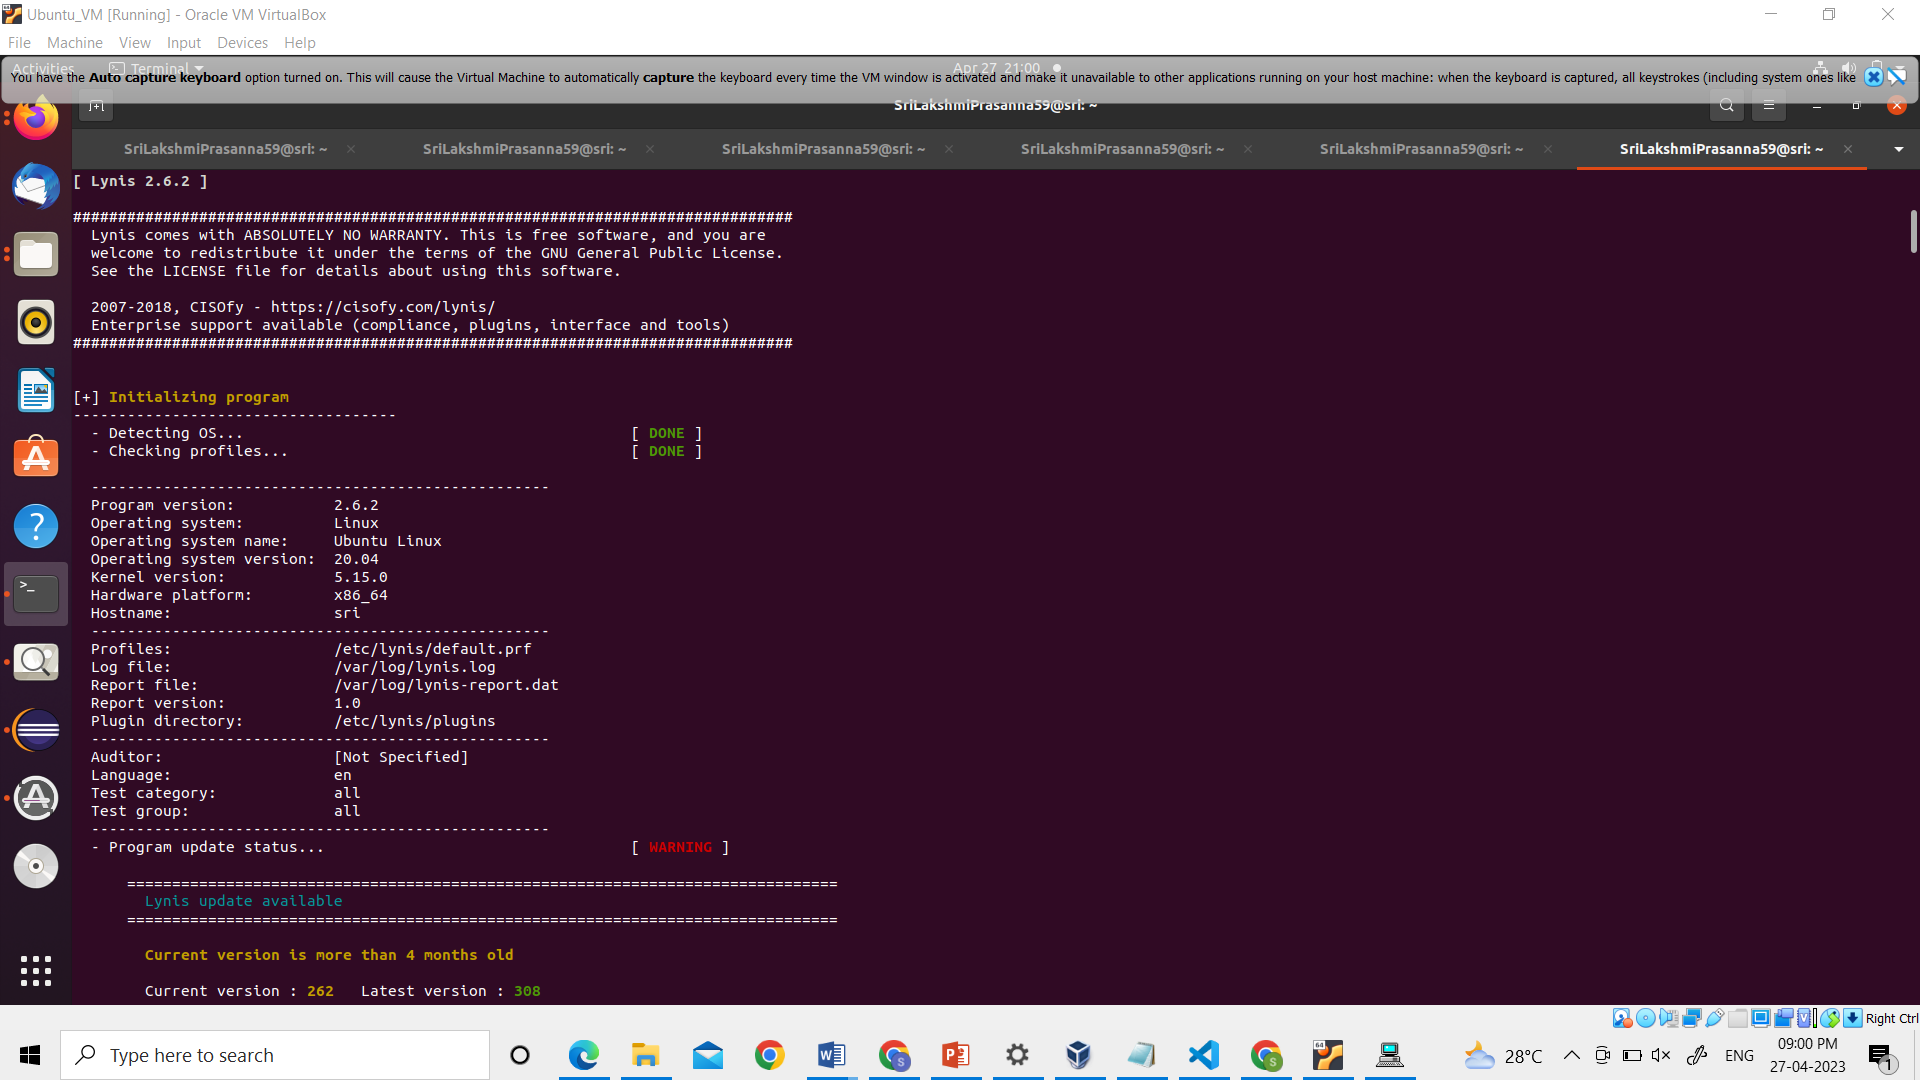 Ubuntu_VM [Running] - Oracle VM VirtualBox
File Machine View Input Devices Help
Activities Terminal Apr 27 21:00
You have the Auto capture keyboard option turned on. This will cause the Virtual Machine to automatically capture the keyboard every time the VM window is activated and make it unavailable to other applications running on your host machine: when the keyboard is captured, all keystrokes (including system ones like
SriLakshmiPrasanna59@sri: ~
SriLakshmiPrasanna59@sri: ~ × SriLakshmiPrasanna59@sri: ~ × SriLakshmiPrasanna59@sri: ~ × SriLakshmiPrasanna59@sri: ~ × SriLakshmiPrasanna59@sri: ~ × SriLakshmiPrasanna59@sri: ~ ×
[ Lynis 2.6.2 ]
################################################################################
Lynis comes with ABSOLUTELY NO WARRANTY. This is free software, and you are
welcome to redistribute it under the terms of the GNU General Public License.
See the LICENSE file for details about using this software.
2007-2018, CISOfy - https://cisofy.com/lynis/
Enterprise support available (compliance, plugins, interface and tools)
################################################################################
[+] Initializing program
------------------------------------
- Detecting OS... [ DONE ]
- Checking profiles... [ DONE ]
---------------------------------------------------
Program version: 2.6.2
Operating system: Linux
Operating system name: Ubuntu Linux
Operating system version: 20.04
Kernel version: 5.15.0
Hardware platform: x86_64
Hostname: sri
---------------------------------------------------
Profiles: /etc/lynis/default.prf
Log file: /var/log/lynis.log
Report file: /var/log/lynis-report.dat
Report version: 1.0
Plugin directory: /etc/lynis/plugins
---------------------------------------------------
Auditor: [Not Specified]
Language: en
Test category: all
Test group: all
---------------------------------------------------
- Program update status... [ WARNING ]
===============================================================================
Lynis update available
===============================================================================
Current version is more than 4 months old
Current version : 262 Latest version : 308
Right Ctrl
Type here to search
28°C
ENG
09:00 PM
27-04-2023
1